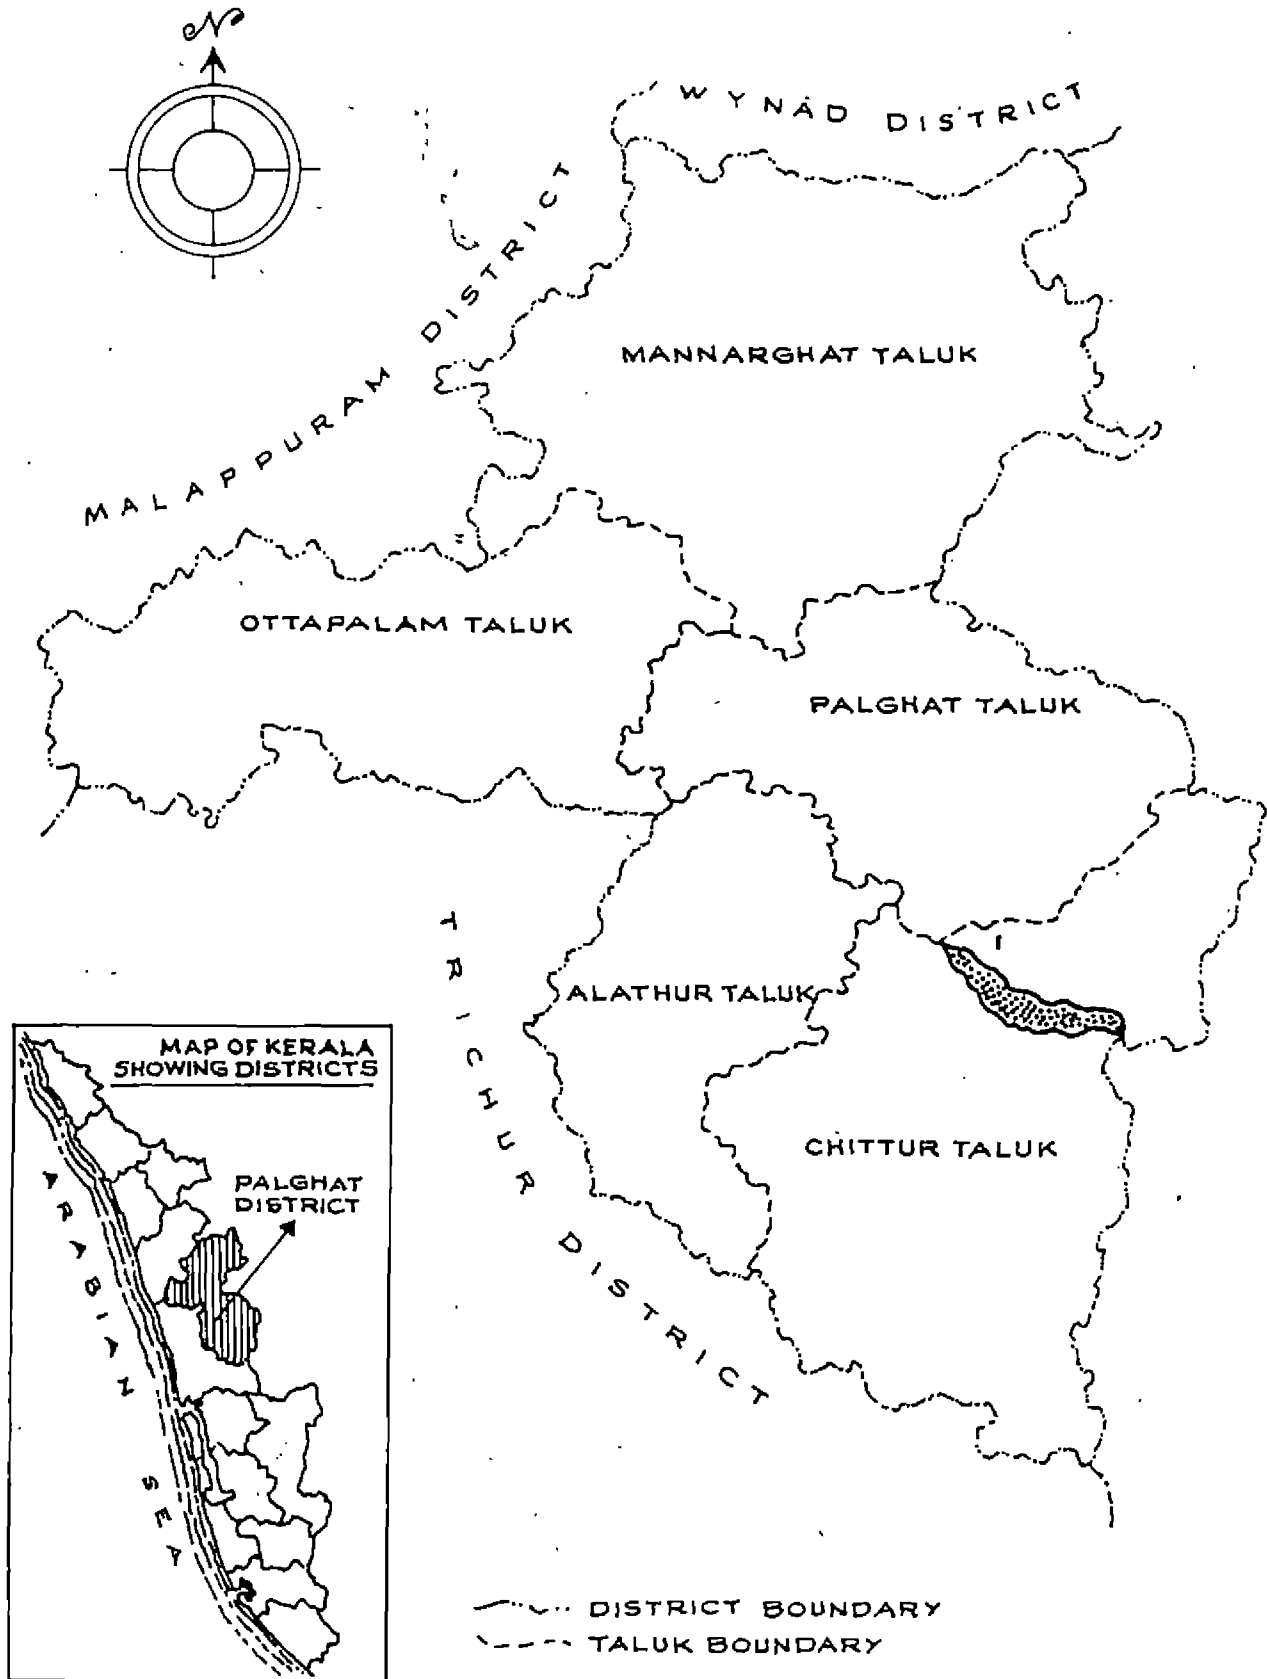 N
WYNAD DISTRICT
MALAPPURAM DISTRICT
MANNARGHAT TALUK
OTTAPALAM TALUK
PALGHAT TALUK
TRICHUR DISTRICT
ALATHUR TALUK
CHITTUR TALUK
MAP OF KERALA
SHOWING DISTRICTS
PALGHAT
DISTRICT
ARABIAN SEA
DISTRICT BOUNDARY
TALUK BOUNDARY